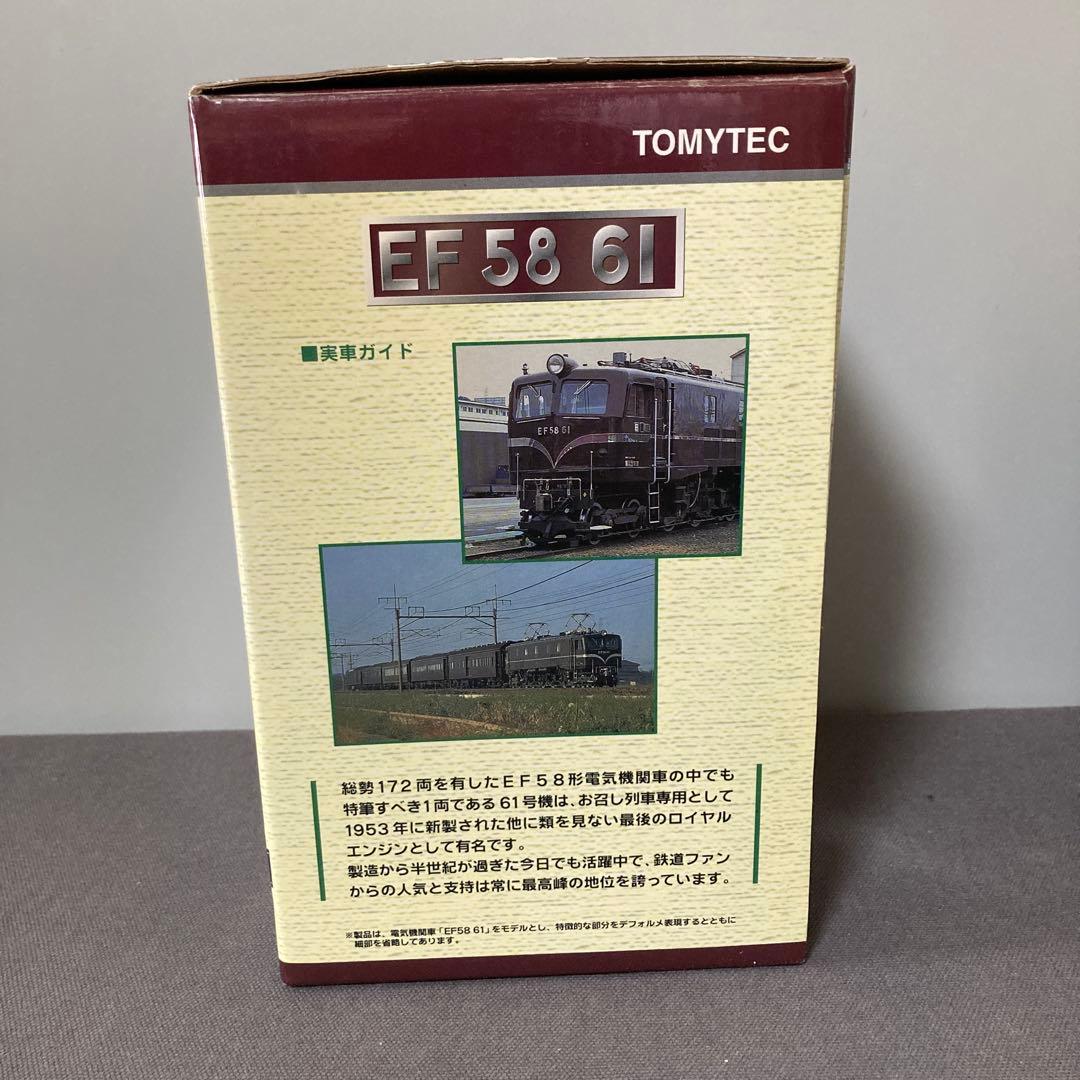 TOMYTEC
EF 58 61
■実車ガイド
EF58 61
総勢172両を有したEF58形電気機関車の中でも
特筆すべき1両である61号機は、お召し列車専用として
1953年に新製された他に類を見ない最後のロイヤル
エンジンとして有名です。
製造から半世紀が過ぎた今日でも活躍中で、鉄道ファン
からの人気と支持は常に最高峰の地位を誇っています。
※製品は、電気機関車「EF58 61」をモデルとし、特徴的な部分をデフォルメ表現するとともに
細部を省略してあります。